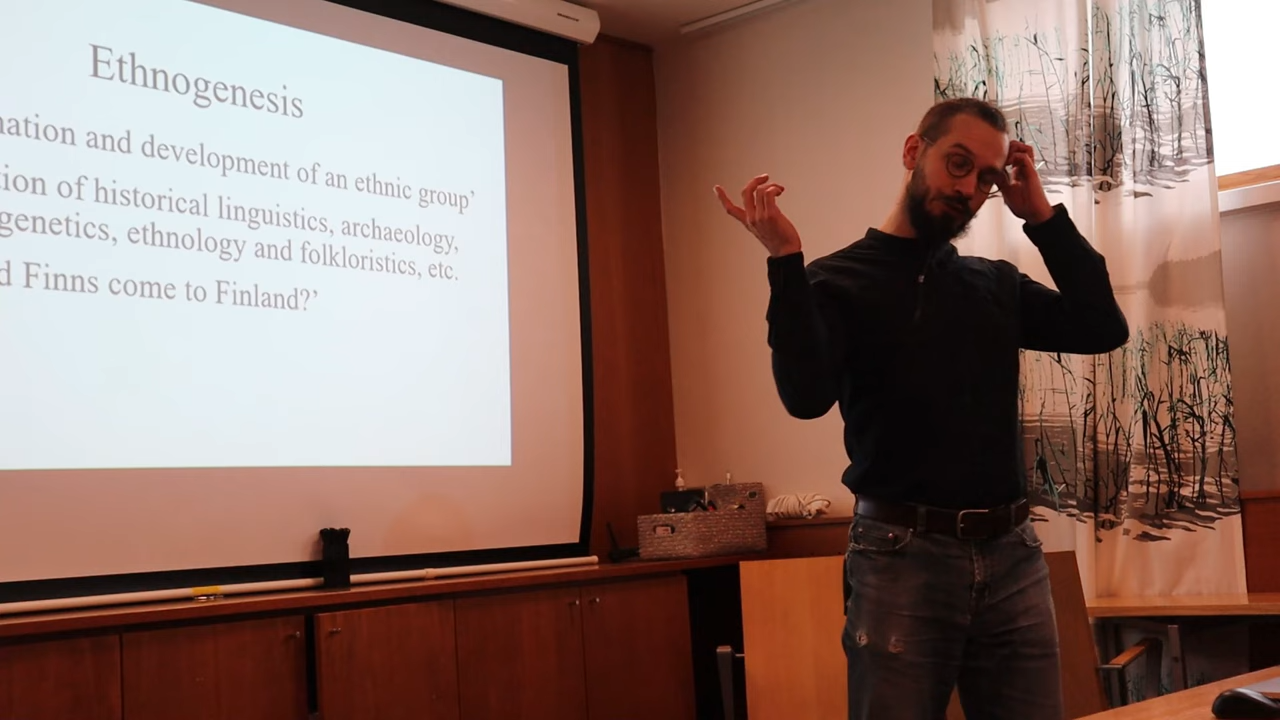 Ethnogenesis
mation and development of an ethnic group’
tion of historical linguistics, archaeology,
genetics, ethnology and folkloristics, etc.
d Finns come to Finland?’